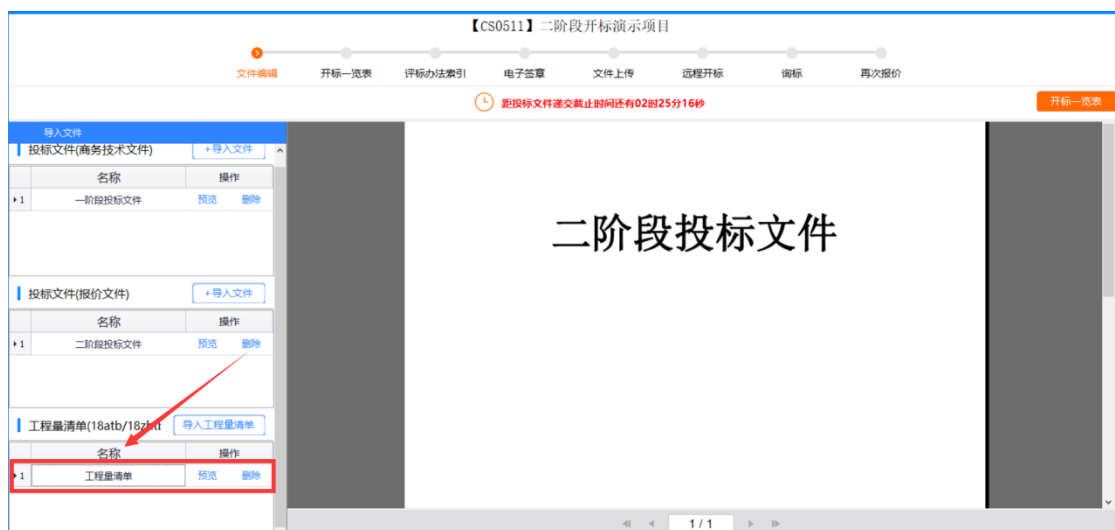 【CS0511】二阶段开标演示项目
文件编辑 开标一览表 评标办法索引 电子签章 文件上传 远程开标 询标 再次报价
距投标文件递交截止时间还有02时25分16秒
开标一览表
导入文件
投标文件(商务技术文件) +导入文件
名称 操作
1 一阶段投标文件 预览 删除
投标文件(报价文件) +导入文件
名称 操作
1 二阶段投标文件 预览 删除
工程量清单(18atb/18zbtt 导入工程量清单
名称 操作
1 工程量清单 预览 删除
二阶段投标文件
1 / 1